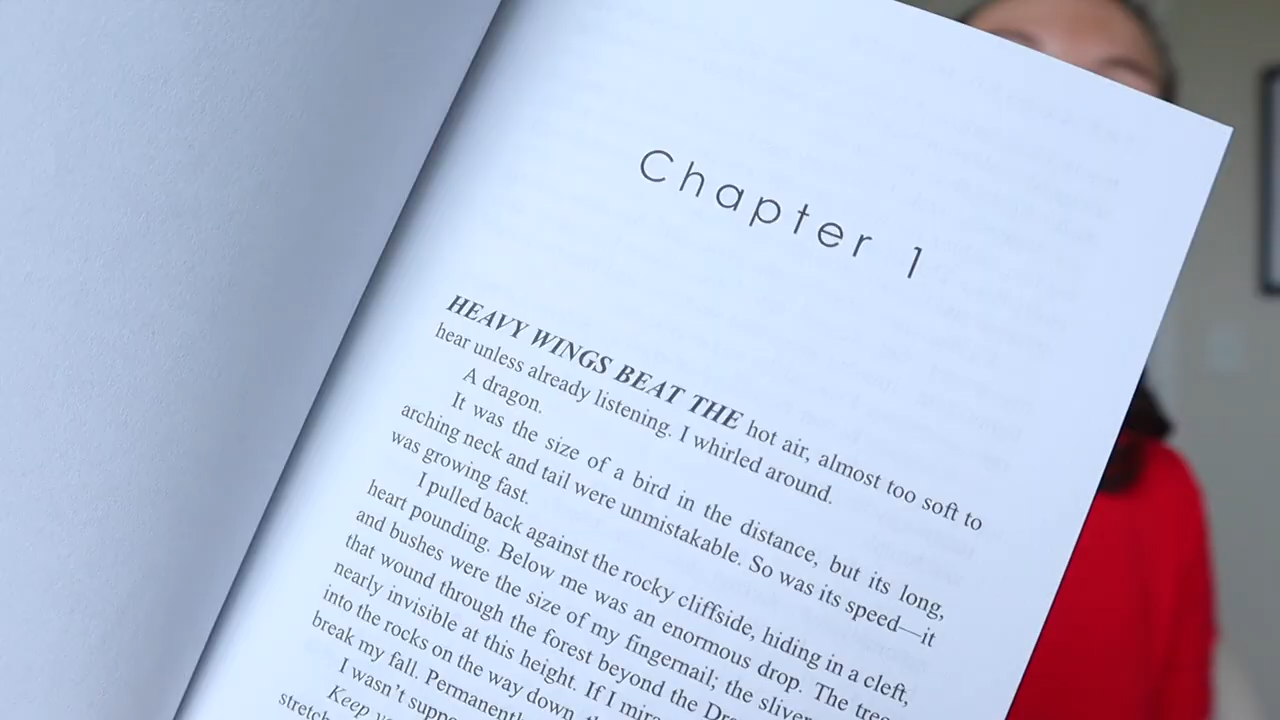 Chapter 1
HEAVY WINGS BEAT THE hot air, almost too soft to
hear unless already listening. I whirled around.
A dragon.
It was the size of a bird in the distance, but its long,
arching neck and tail were unmistakable. So was its speed—it
was growing fast.
I pulled back against the rocky cliffside, hiding in a cleft,
heart pounding. Below me was an enormous drop. The
and bushes were the size of my fingernail; the
that wound through the forest beyond the
nearly invisible at this height. If I
into the rocks on the way down,
break my fall.
I wasn't
Keep